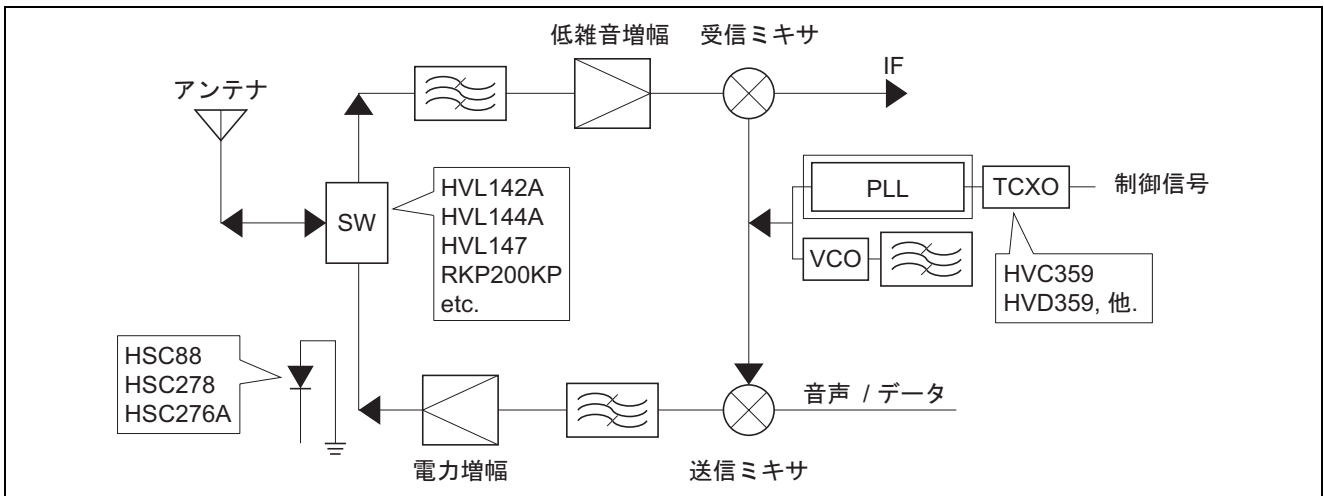 低雑音増幅
受信ミキサ
IF
アンテナ
SW
HVL142A
HVL144A
HVL147
RKP200KP
etc.
PLL
TCXO
制御信号
VCO
HVC359
HVD359, 他.
HSC88
HSC278
HSC276A
音声 / データ
電力増幅
送信ミキサ